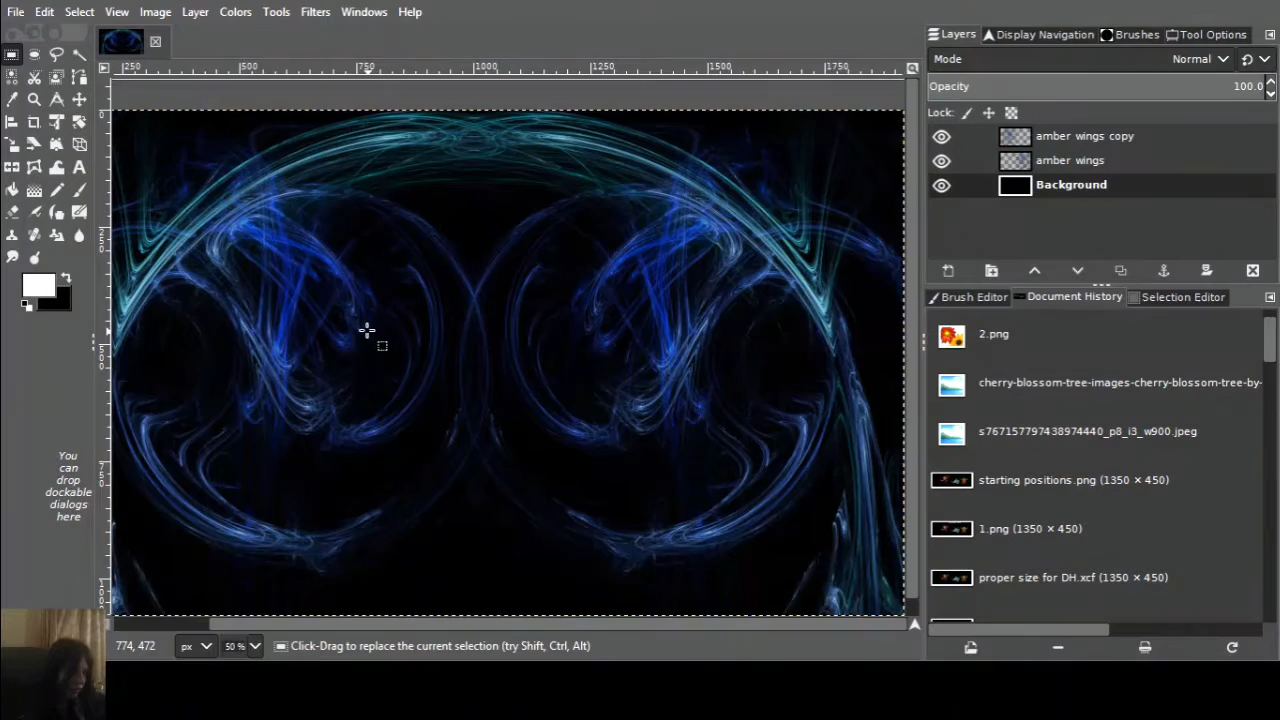 File Edit Select View Image Layer Colors Tools Filters Windows Help
Layers Display Navigation Brushes Tool Options
Mode Normal
Opacity 100.0
Lock:
amber wings copy
amber wings
Background
Brush Editor Document History Selection Editor
2.png
cherry-blossom-tree-images-cherry-blossom-tree-by-
s767157797438974440_p8_i3_w900.jpeg
starting positions.png (1350 × 450)
1.png (1350 × 450)
proper size for DH.xcf (1350 × 450)
250 500 750 1000 1250 1500 1750
0
250
500
750
You
can
drop
dockable
dialogs
here
774, 472 px 50 % Click-Drag to replace the current selection (try Shift, Ctrl, Alt)